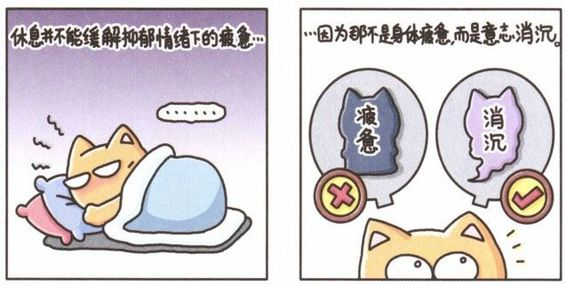 休息并不能缓解抑郁情绪下的疲惫…
……
…因为那不是身体疲惫,而是意志消沉。
疲惫
消沉